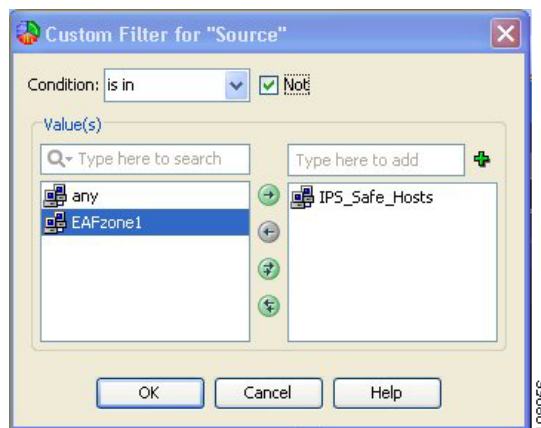 Custom Filter for "Source"
Condition: is in Not
Value(s)
Type here to search
Type here to add
any
IPS_Safe_Hosts
EAFzone1
OK Cancel Help